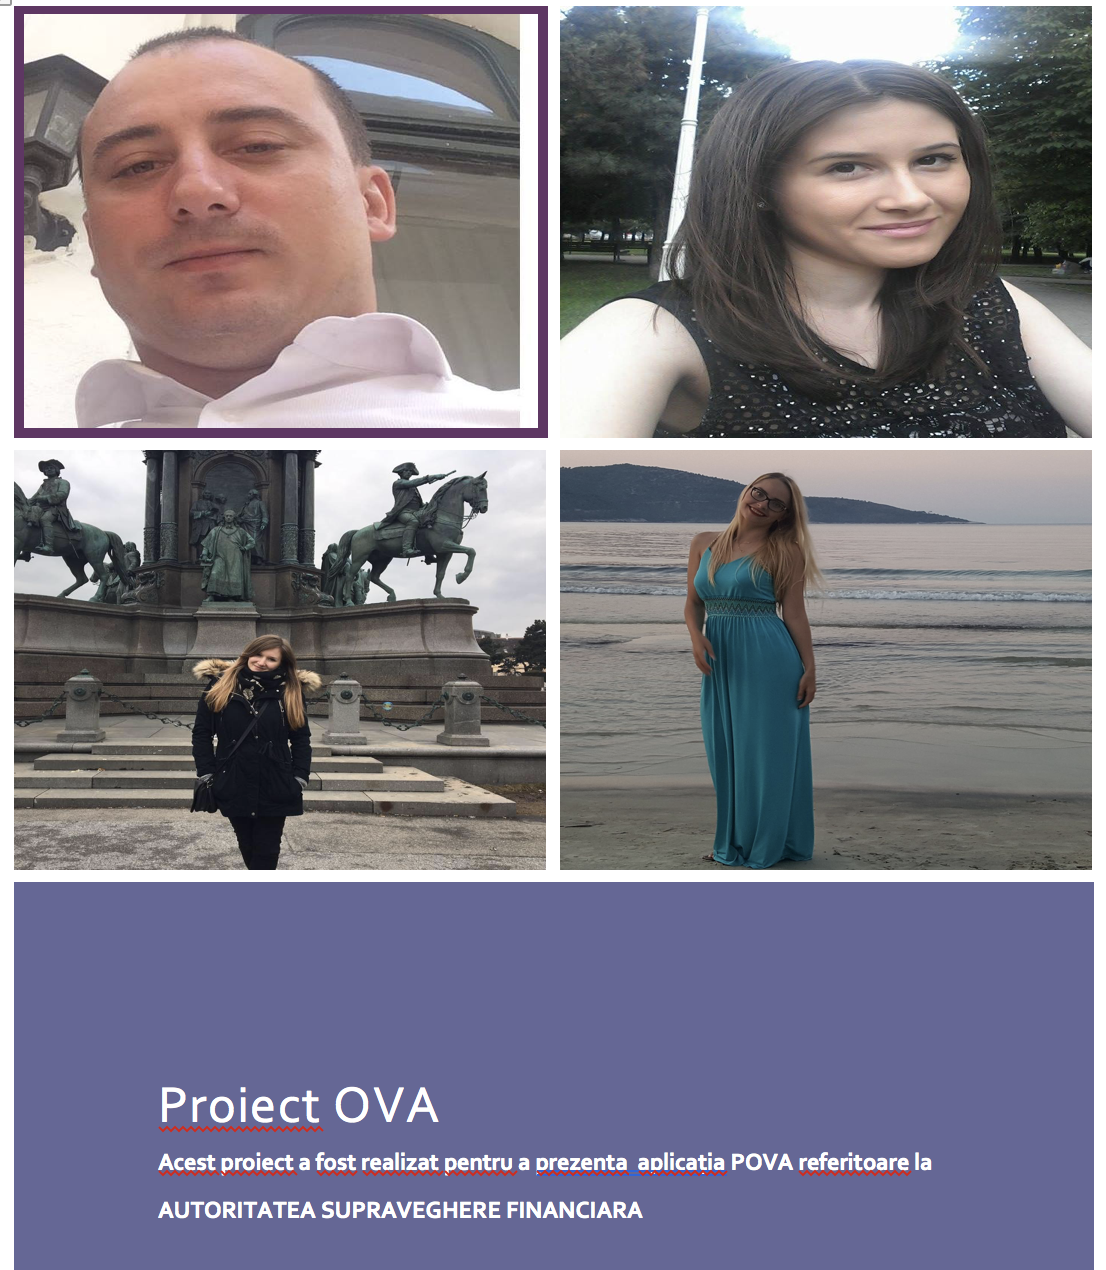 Proiect OVA
Acest proiect a fost realizat pentru a prezenta  aplicatia POVA referitoare la
AUTORITATEA SUPRAVEGHERE FINANCIARA